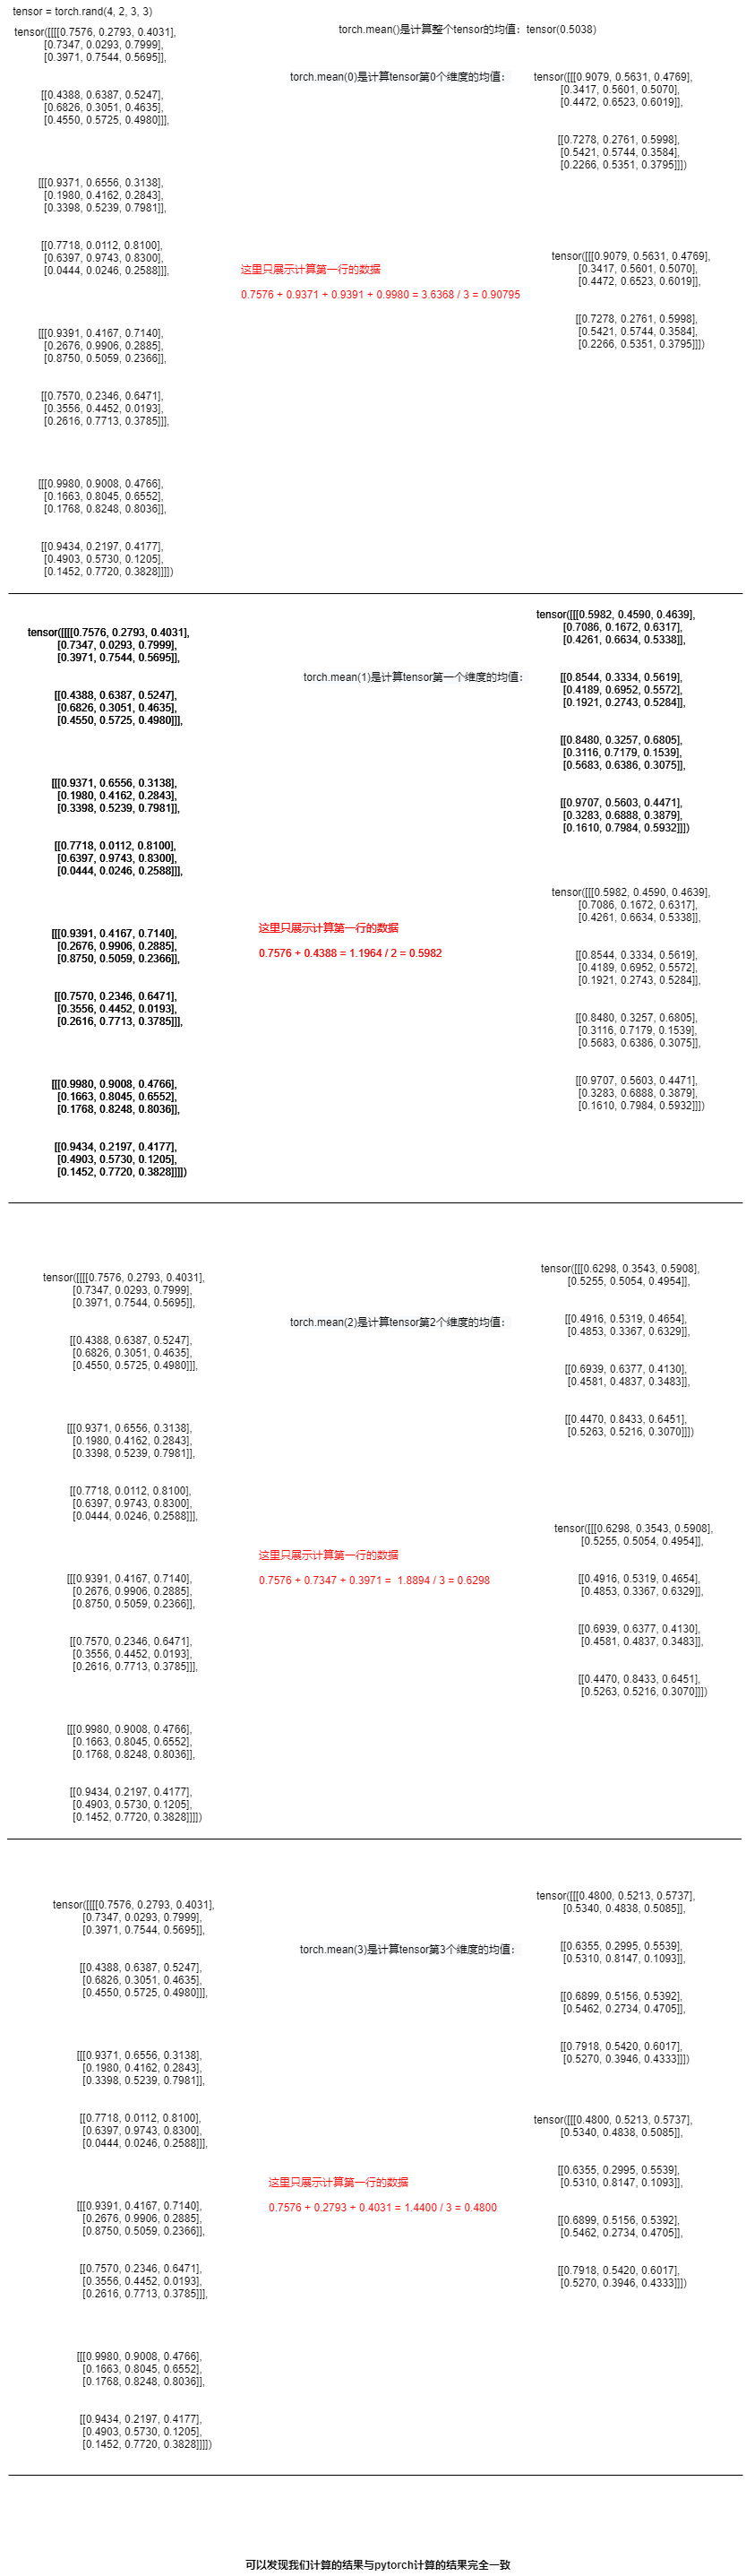 tensor = torch.rand(4, 2, 3, 3)
tensor([[[[0.7576, 0.2793, 0.4031],
[0.7347, 0.0293, 0.7999],
[0.3971, 0.7544, 0.5695]],
[[0.4388, 0.6387, 0.5247],
[0.6826, 0.3051, 0.4635],
[0.4550, 0.5725, 0.4980]]],
[[[0.9371, 0.6556, 0.3138],
[0.1980, 0.4162, 0.2843],
[0.3398, 0.5239, 0.7981]],
[[0.7718, 0.0112, 0.8100],
[0.6397, 0.9743, 0.8300],
[0.0444, 0.0246, 0.2588]]],
[[[0.9391, 0.4167, 0.7140],
[0.2676, 0.9906, 0.2885],
[0.8750, 0.5059, 0.2366]],
[[0.7570, 0.2346, 0.6471],
[0.3556, 0.4452, 0.0193],
[0.2616, 0.7713, 0.3785]]],
[[[0.9980, 0.9008, 0.4766],
[0.1663, 0.8045, 0.6552],
[0.1768, 0.8248, 0.8036]],
[[0.9434, 0.2197, 0.4177],
[0.4903, 0.5730, 0.1205],
[0.1452, 0.7720, 0.3828]]]])
torch.mean()是计算整个tensor的均值：tensor(0.5038)
torch.mean(0)是计算tensor第0个维度的均值：
tensor([[[0.9079, 0.5631, 0.4769],
[0.3417, 0.5601, 0.5070],
[0.4472, 0.6523, 0.6019]],
[[0.7278, 0.2761, 0.5998],
[0.5421, 0.5744, 0.3584],
[0.2266, 0.5351, 0.3795]]])
这里只展示计算第一行的数据
0.7576 + 0.9371 + 0.9391 + 0.9980 = 3.6368 / 3 = 0.90795
tensor([[[0.9079, 0.5631, 0.4769],
[0.3417, 0.5601, 0.5070],
[0.4472, 0.6523, 0.6019]],
[[0.7278, 0.2761, 0.5998],
[0.5421, 0.5744, 0.3584],
[0.2266, 0.5351, 0.3795]]])
tensor([[[[0.7576, 0.2793, 0.4031],
[0.7347, 0.0293, 0.7999],
[0.3971, 0.7544, 0.5695]],
[[0.4388, 0.6387, 0.5247],
[0.6826, 0.3051, 0.4635],
[0.4550, 0.5725, 0.4980]]],
[[[0.9371, 0.6556, 0.3138],
[0.1980, 0.4162, 0.2843],
[0.3398, 0.5239, 0.7981]],
[[0.7718, 0.0112, 0.8100],
[0.6397, 0.9743, 0.8300],
[0.0444, 0.0246, 0.2588]]],
[[[0.9391, 0.4167, 0.7140],
[0.2676, 0.9906, 0.2885],
[0.8750, 0.5059, 0.2366]],
[[0.7570, 0.2346, 0.6471],
[0.3556, 0.4452, 0.0193],
[0.2616, 0.7713, 0.3785]]],
[[[0.9980, 0.9008, 0.4766],
[0.1663, 0.8045, 0.6552],
[0.1768, 0.8248, 0.8036]],
[[0.9434, 0.2197, 0.4177],
[0.4903, 0.5730, 0.1205],
[0.1452, 0.7720, 0.3828]]]])
torch.mean(1)是计算tensor第一个维度的均值：
tensor([[[0.5982, 0.4590, 0.4639],
[0.7086, 0.1672, 0.6317],
[0.4261, 0.6634, 0.5338]],
[[0.8544, 0.3334, 0.5619],
[0.4189, 0.6952, 0.5572],
[0.1921, 0.2743, 0.5284]],
[[0.8480, 0.3257, 0.6805],
[0.3116, 0.7179, 0.1539],
[0.5683, 0.6386, 0.3075]],
[[0.9707, 0.5603, 0.4471],
[0.3283, 0.6888, 0.3879],
[0.1610, 0.7984, 0.5932]]])
这里只展示计算第一行的数据
0.7576 + 0.4388 = 1.1964 / 2 = 0.5982
tensor([[[0.5982, 0.4590, 0.4639],
[0.7086, 0.1672, 0.6317],
[0.4261, 0.6634, 0.5338]],
[[0.8544, 0.3334, 0.5619],
[0.4189, 0.6952, 0.5572],
[0.1921, 0.2743, 0.5284]],
[[0.8480, 0.3257, 0.6805],
[0.3116, 0.7179, 0.1539],
[0.5683, 0.6386, 0.3075]],
[[0.9707, 0.5603, 0.4471],
[0.3283, 0.6888, 0.3879],
[0.1610, 0.7984, 0.5932]]])
tensor([[[[0.7576, 0.2793, 0.4031],
[0.7347, 0.0293, 0.7999],
[0.3971, 0.7544, 0.5695]],
[[0.4388, 0.6387, 0.5247],
[0.6826, 0.3051, 0.4635],
[0.4550, 0.5725, 0.4980]]],
[[[0.9371, 0.6556, 0.3138],
[0.1980, 0.4162, 0.2843],
[0.3398, 0.5239, 0.7981]],
[[0.7718, 0.0112, 0.8100],
[0.6397, 0.9743, 0.8300],
[0.0444, 0.0246, 0.2588]]],
[[[0.9391, 0.4167, 0.7140],
[0.2676, 0.9906, 0.2885],
[0.8750, 0.5059, 0.2366]],
[[0.7570, 0.2346, 0.6471],
[0.3556, 0.4452, 0.0193],
[0.2616, 0.7713, 0.3785]]],
[[[0.9980, 0.9008, 0.4766],
[0.1663, 0.8045, 0.6552],
[0.1768, 0.8248, 0.8036]],
[[0.9434, 0.2197, 0.4177],
[0.4903, 0.5730, 0.1205],
[0.1452, 0.7720, 0.3828]]]])
torch.mean(2)是计算tensor第2个维度的均值：
tensor([[[0.6298, 0.3543, 0.5908],
[0.5255, 0.5054, 0.4954]],
[[0.4916, 0.5319, 0.4654],
[0.4853, 0.3367, 0.6329]],
[[0.6939, 0.6377, 0.4130],
[0.4581, 0.4837, 0.3483]],
[[0.4470, 0.8433, 0.6451],
[0.5263, 0.5216, 0.3070]]])
这里只展示计算第一行的数据
0.7576 + 0.7347 + 0.3971 = 1.8894 / 3 = 0.6298
tensor([[[0.6298, 0.3543, 0.5908],
[0.5255, 0.5054, 0.4954]],
[[0.4916, 0.5319, 0.4654],
[0.4853, 0.3367, 0.6329]],
[[0.6939, 0.6377, 0.4130],
[0.4581, 0.4837, 0.3483]],
[[0.4470, 0.8433, 0.6451],
[0.5263, 0.5216, 0.3070]]])
tensor([[[[0.7576, 0.2793, 0.4031],
[0.7347, 0.0293, 0.7999],
[0.3971, 0.7544, 0.5695]],
[[0.4388, 0.6387, 0.5247],
[0.6826, 0.3051, 0.4635],
[0.4550, 0.5725, 0.4980]]],
[[[0.9371, 0.6556, 0.3138],
[0.1980, 0.4162, 0.2843],
[0.3398, 0.5239, 0.7981]],
[[0.7718, 0.0112, 0.8100],
[0.6397, 0.9743, 0.8300],
[0.0444, 0.0246, 0.2588]]],
[[[0.9391, 0.4167, 0.7140],
[0.2676, 0.9906, 0.2885],
[0.8750, 0.5059, 0.2366]],
[[0.7570, 0.2346, 0.6471],
[0.3556, 0.4452, 0.0193],
[0.2616, 0.7713, 0.3785]]],
[[[0.9980, 0.9008, 0.4766],
[0.1663, 0.8045, 0.6552],
[0.1768, 0.8248, 0.8036]],
[[0.9434, 0.2197, 0.4177],
[0.4903, 0.5730, 0.1205],
[0.1452, 0.7720, 0.3828]]]])
torch.mean(3)是计算tensor第3个维度的均值：
tensor([[[0.4800, 0.5213, 0.5737],
[0.5340, 0.4838, 0.5085]],
[[0.6355, 0.2995, 0.5539],
[0.5310, 0.8147, 0.1093]],
[[0.6899, 0.5156, 0.5392],
[0.5462, 0.2734, 0.4705]],
[[0.7918, 0.5420, 0.6017],
[0.5270, 0.3946, 0.4333]]])
这里只展示计算第一行的数据
0.7576 + 0.2793 + 0.4031 = 1.4400 / 3 = 0.4800
tensor([[[0.4800, 0.5213, 0.5737],
[0.5340, 0.4838, 0.5085]],
[[0.6355, 0.2995, 0.5539],
[0.5310, 0.8147, 0.1093]],
[[0.6899, 0.5156, 0.5392],
[0.5462, 0.2734, 0.4705]],
[[0.7918, 0.5420, 0.6017],
[0.5270, 0.3946, 0.4333]]])
可以发现我们计算的结果与pytorch计算的结果完全一致